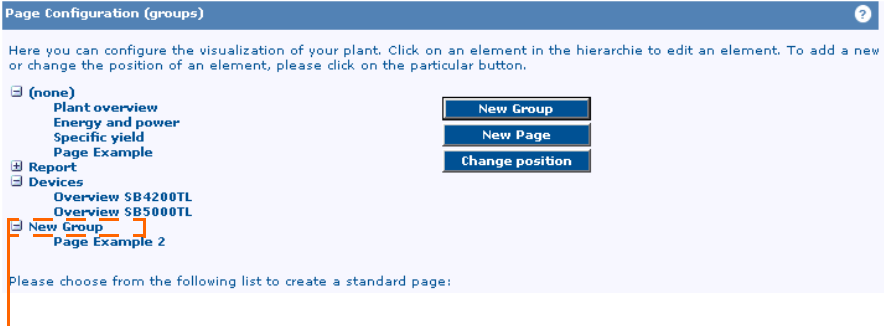 Page Configuration (groups)
?
Here you can configure the visualization of your plant. Click on an element in the hierarchie to edit an element. To add a new
or change the position of an element, please click on the particular button.
(none)
Plant overview
Energy and power
Specific yield
Page Example
Report
Devices
Overview SB4200TL
Overview SB5000TL
New Group
Page Example 2
New Group
New Page
Change position
Please choose from the following list to create a standard page: